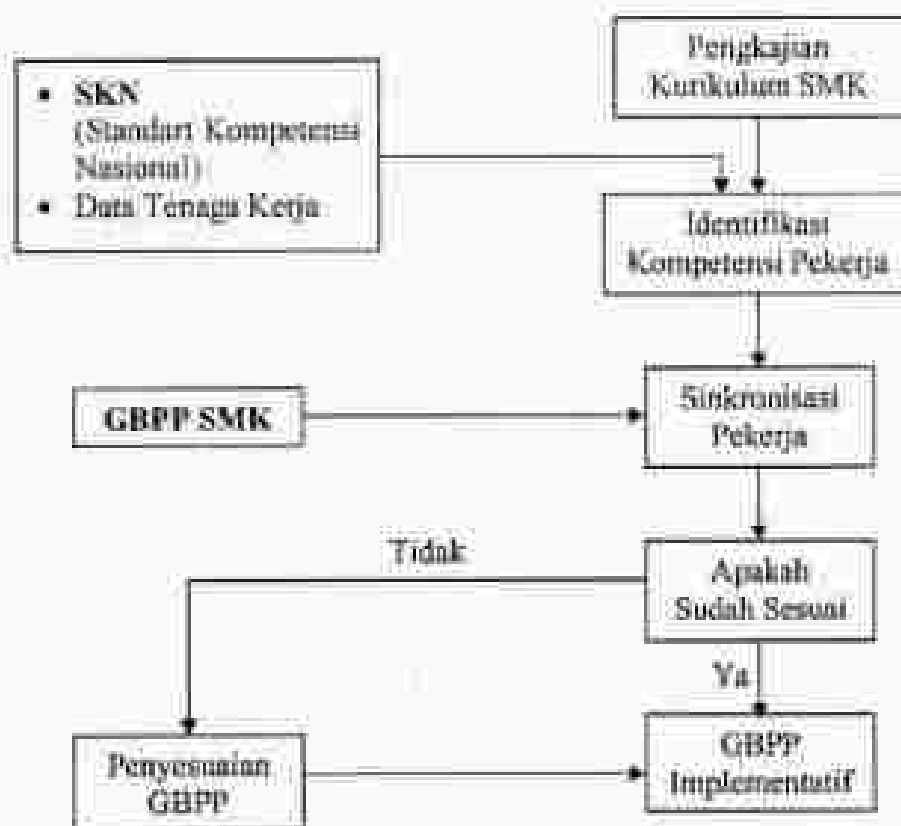 Pengkajian
Kurikulum SMK
• SKN
(Standart Kompetensi
Nasional)
• Data Tenaga Kerja
Identifikasi
Kompetensi Pekerja
GBPP SMK
Sinkronisasi
Pekerja
Tidak
Apakah
Sudah Sesuai
Ya
Penyesuaian
GBPP
GBPP
Implementatif